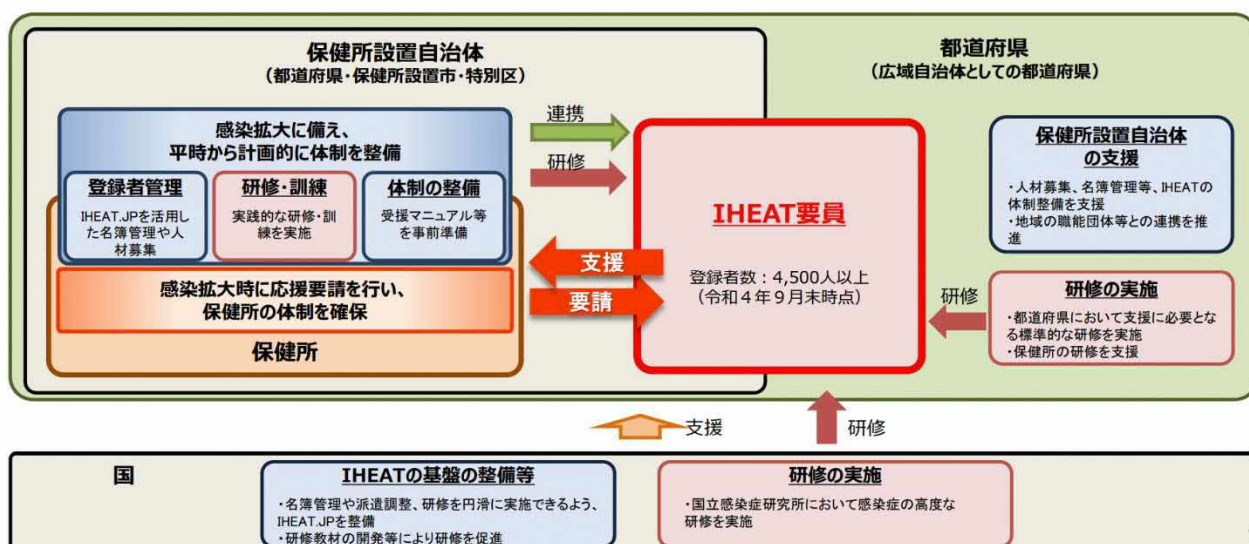 保健所設置自治体
(都道府県・保健所設置市・特別区)
感染拡大に備え、
平時から計画的に体制を整備
登録者管理
IHEAT.JPを活用し
た名簿管理や人
材募集
研修・訓練
実践的な研修・訓
練を実施
体制の整備
受援マニュアル等
を事前準備
感染拡大時に応援要請を行い、
保健所の体制を確保
保健所
連携
研修
支援
要請
IHEAT要員
登録者数：4,500人以上
(令和４年９月末時点)
都道府県
(広域自治体としての都道府県)
保健所設置自治体
の支援
・人材募集、名簿管理等、IHEATの
体制整備を支援
・地域の職能団体等との連携を推
進
研修
研修の実施
・都道府県において支援に必要とな
る標準的な研修を実施
・保健所の研修を支援
支援
研修
国
IHEATの基盤の整備等
・名簿管理や派遣調整、研修を円滑に実施できるよう、
IHEAT.JPを整備
・研修教材の開発等により研修を促進
研修の実施
・国立感染症研究所において感染症の高度な
研修を実施